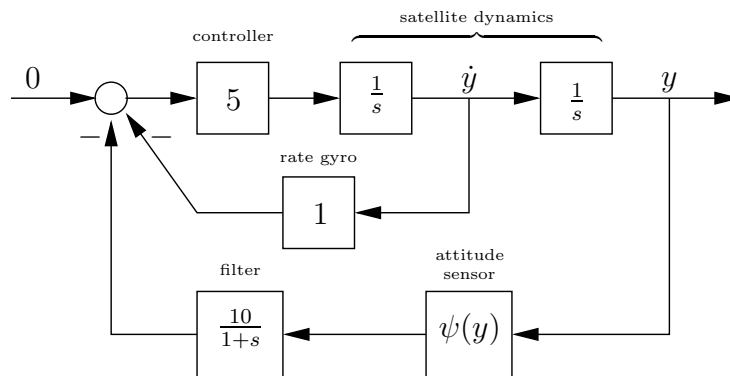 satellite dynamics
controller
0
5
1/s
ẏ
1/s
y
−
−
rate gyro
1
filter
attitude
sensor
10/1+s
ψ(y)